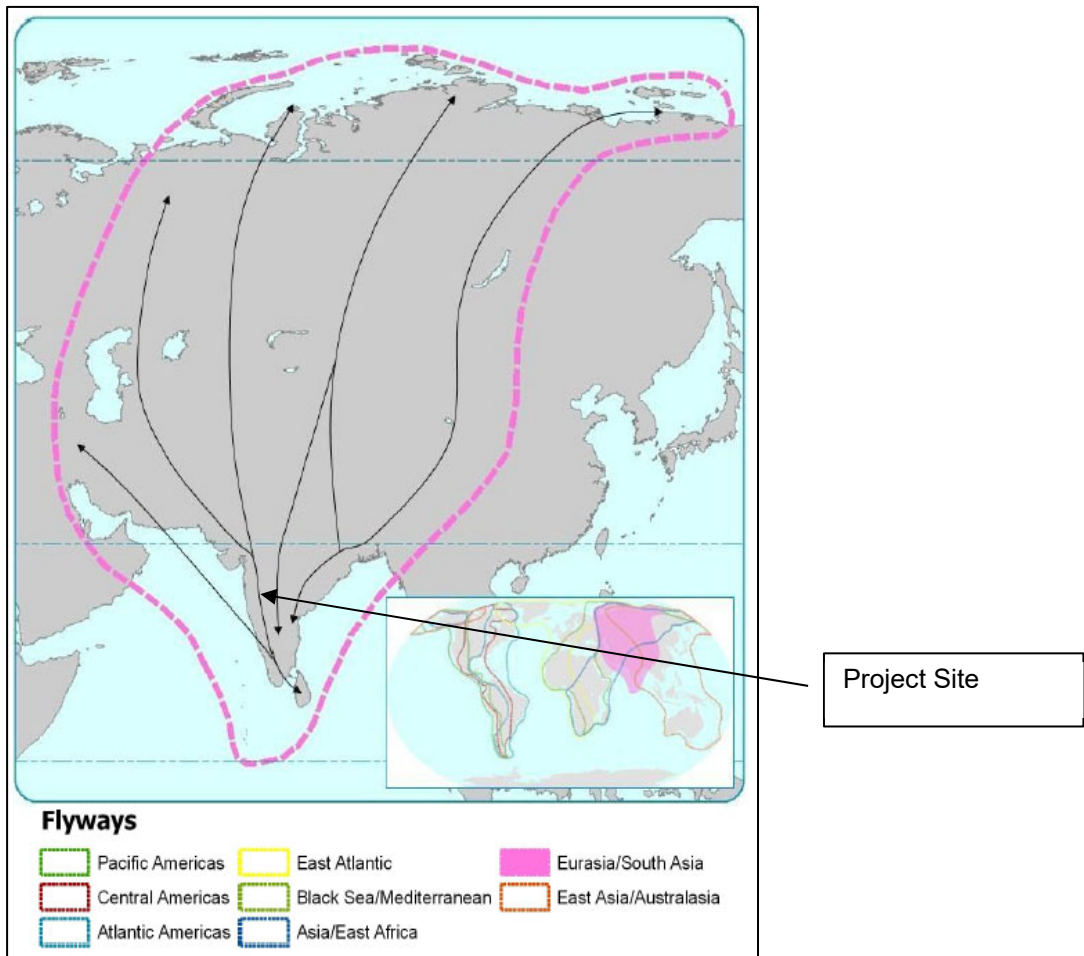 Project Site
Flyways
Pacific Americas East Atlantic Eurasia/South Asia
Central Americas Black Sea/Mediterranean East Asia/Australasia
Atlantic Americas Asia/East Africa